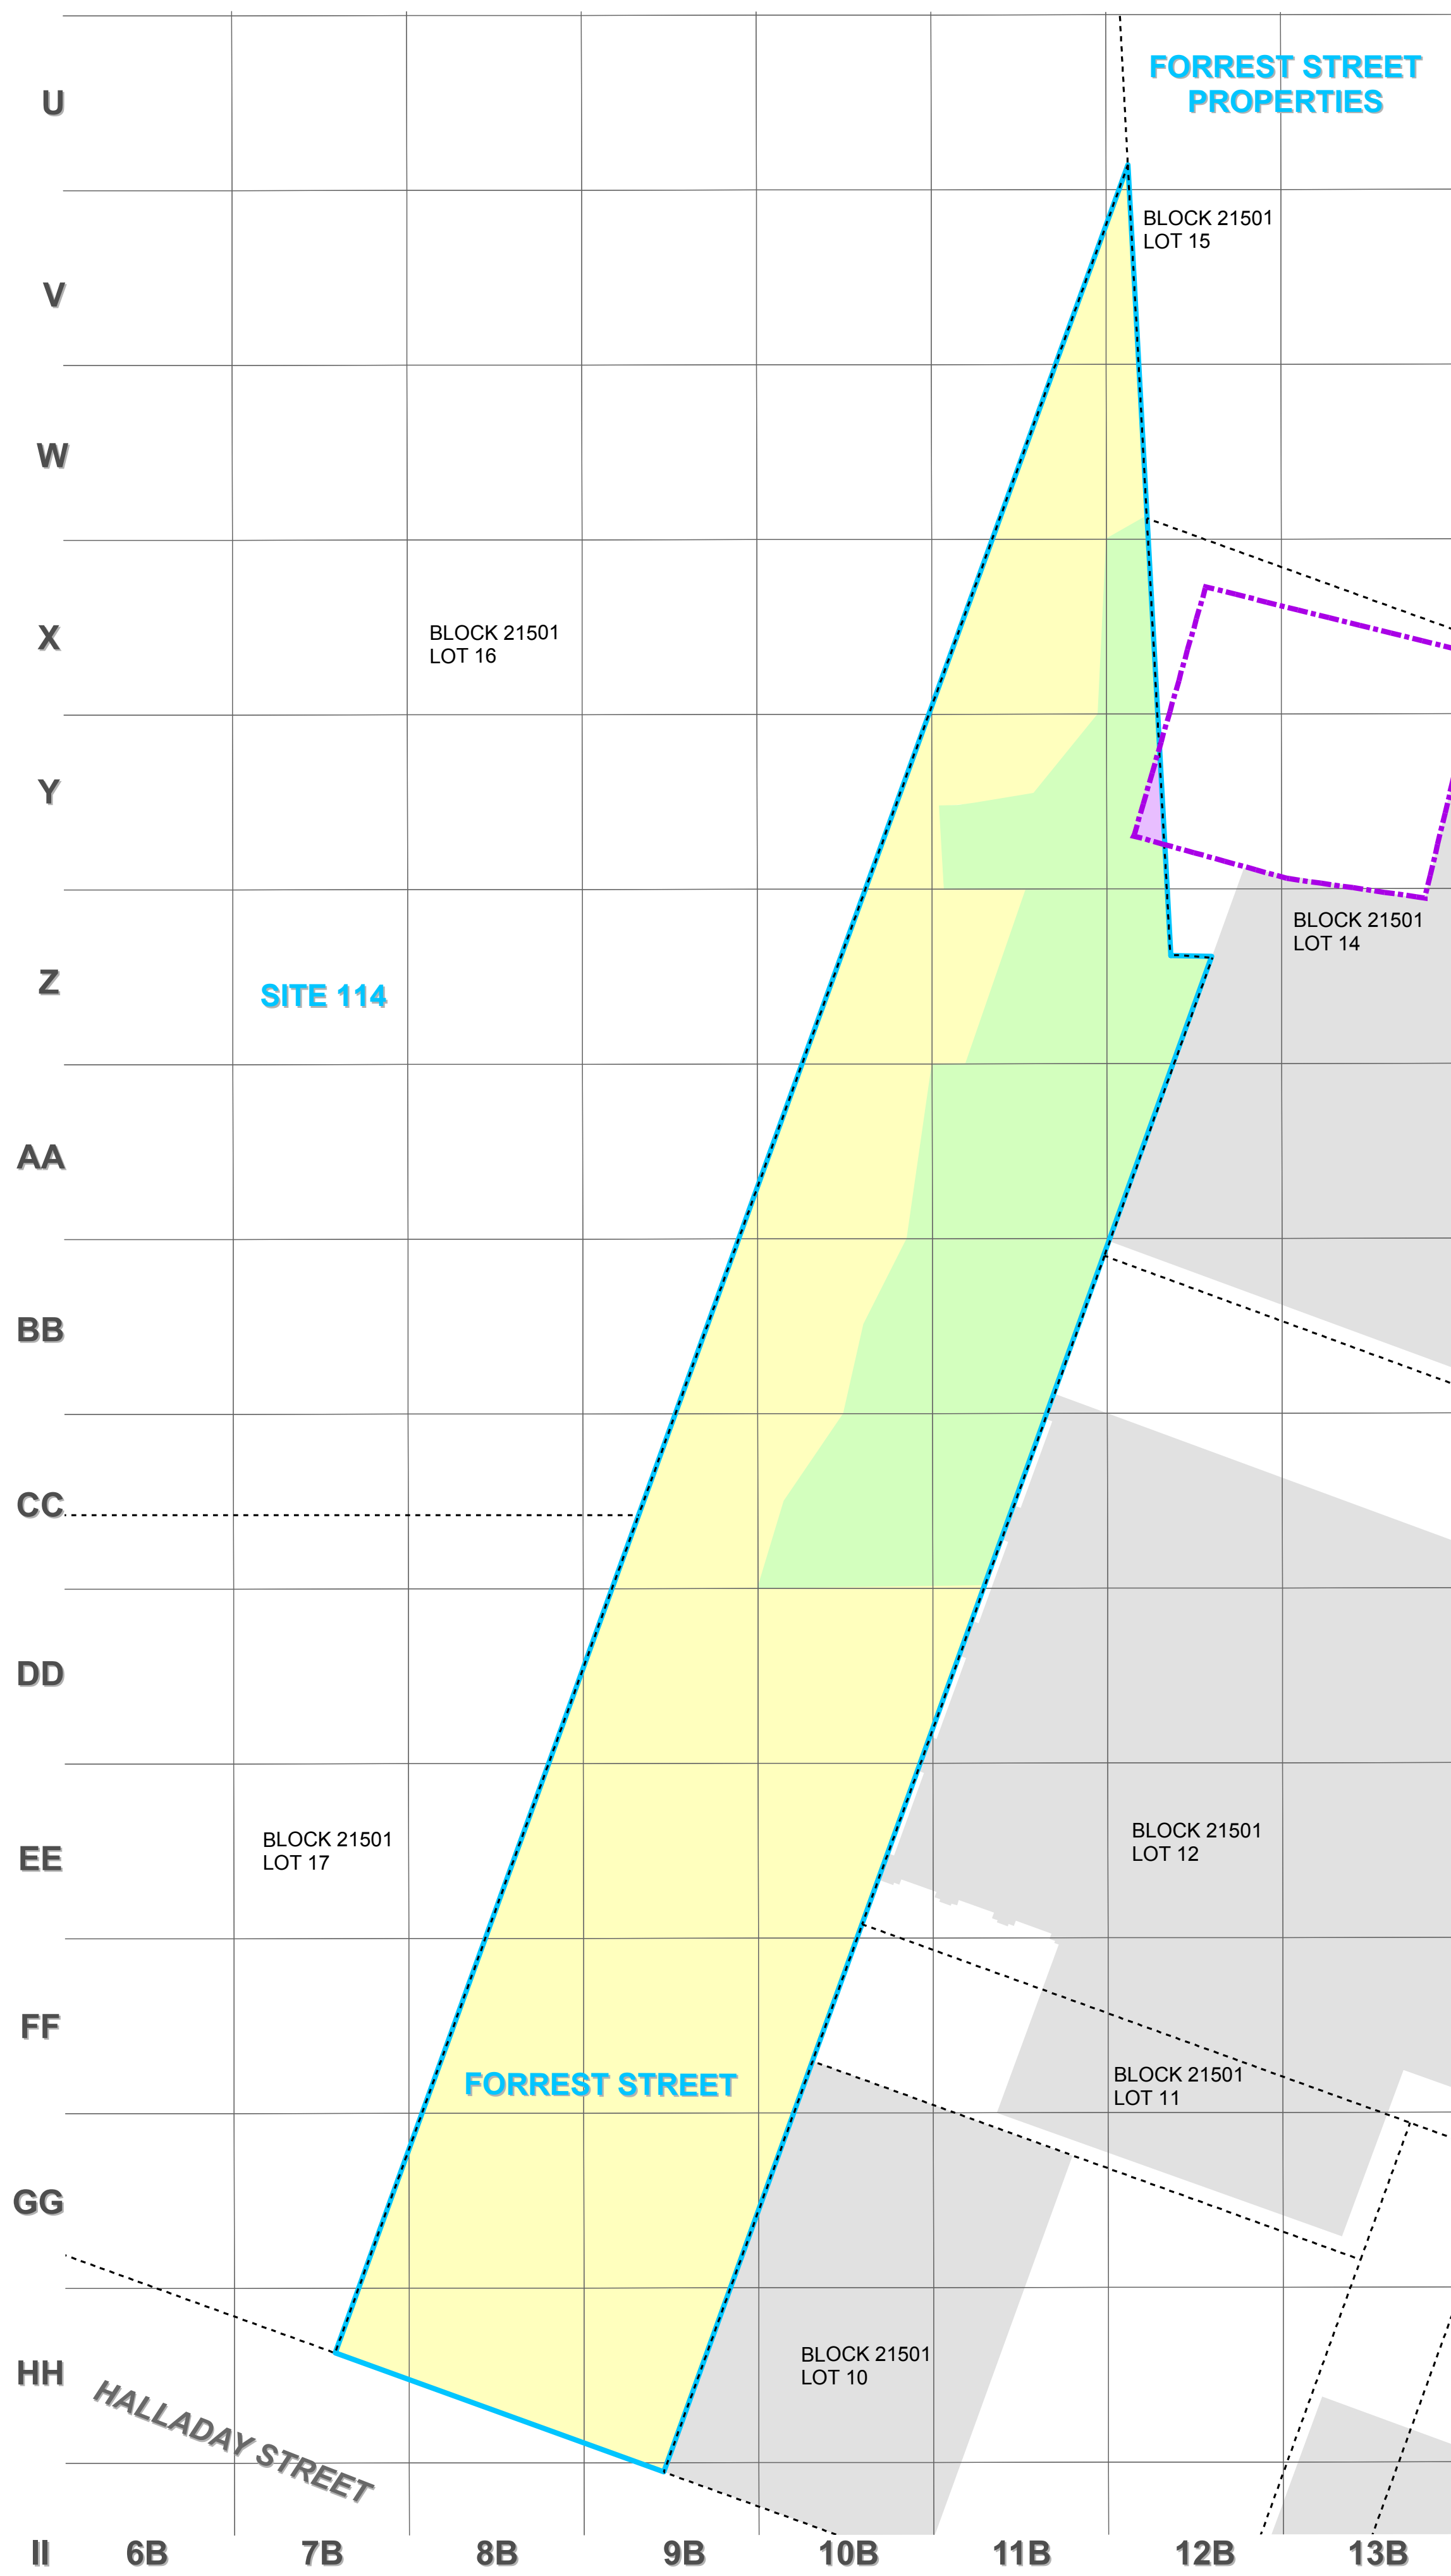 FORREST STREET
PROPERTIES
U
BLOCK 21501
LOT 15
V
W
X
BLOCK 21501
LOT 16
Y
BLOCK 21501
LOT 14
Z
SITE 114
AA
BB
CC
DD
EE
BLOCK 21501
LOT 17
BLOCK 21501
LOT 12
FF
FORREST STREET
BLOCK 21501
LOT 11
GG
HH
BLOCK 21501
LOT 10
HALLADAY STREET
II 6B 7B 8B 9B 10B 11B 12B 13B